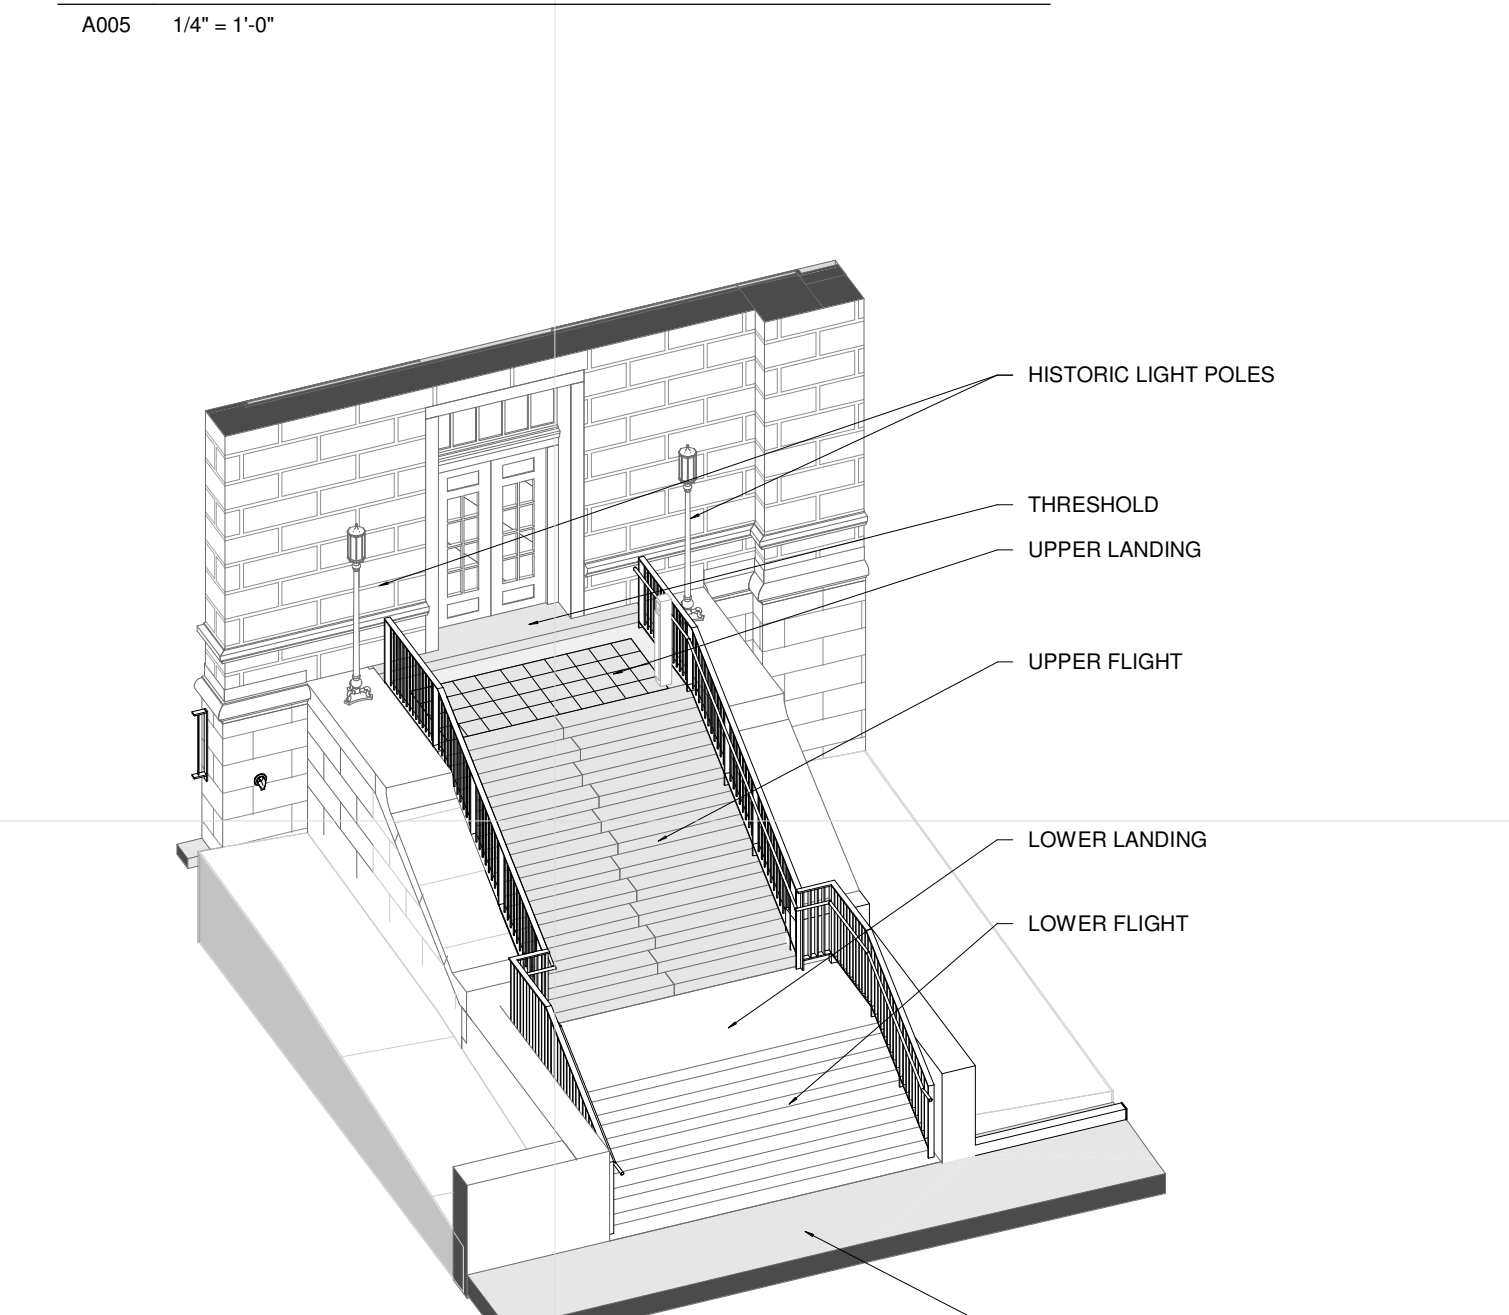 A005 1/4" = 1'-0"
HISTORIC LIGHT POLES
THRESHOLD
UPPER LANDING
UPPER FLIGHT
LOWER LANDING
LOWER FLIGHT